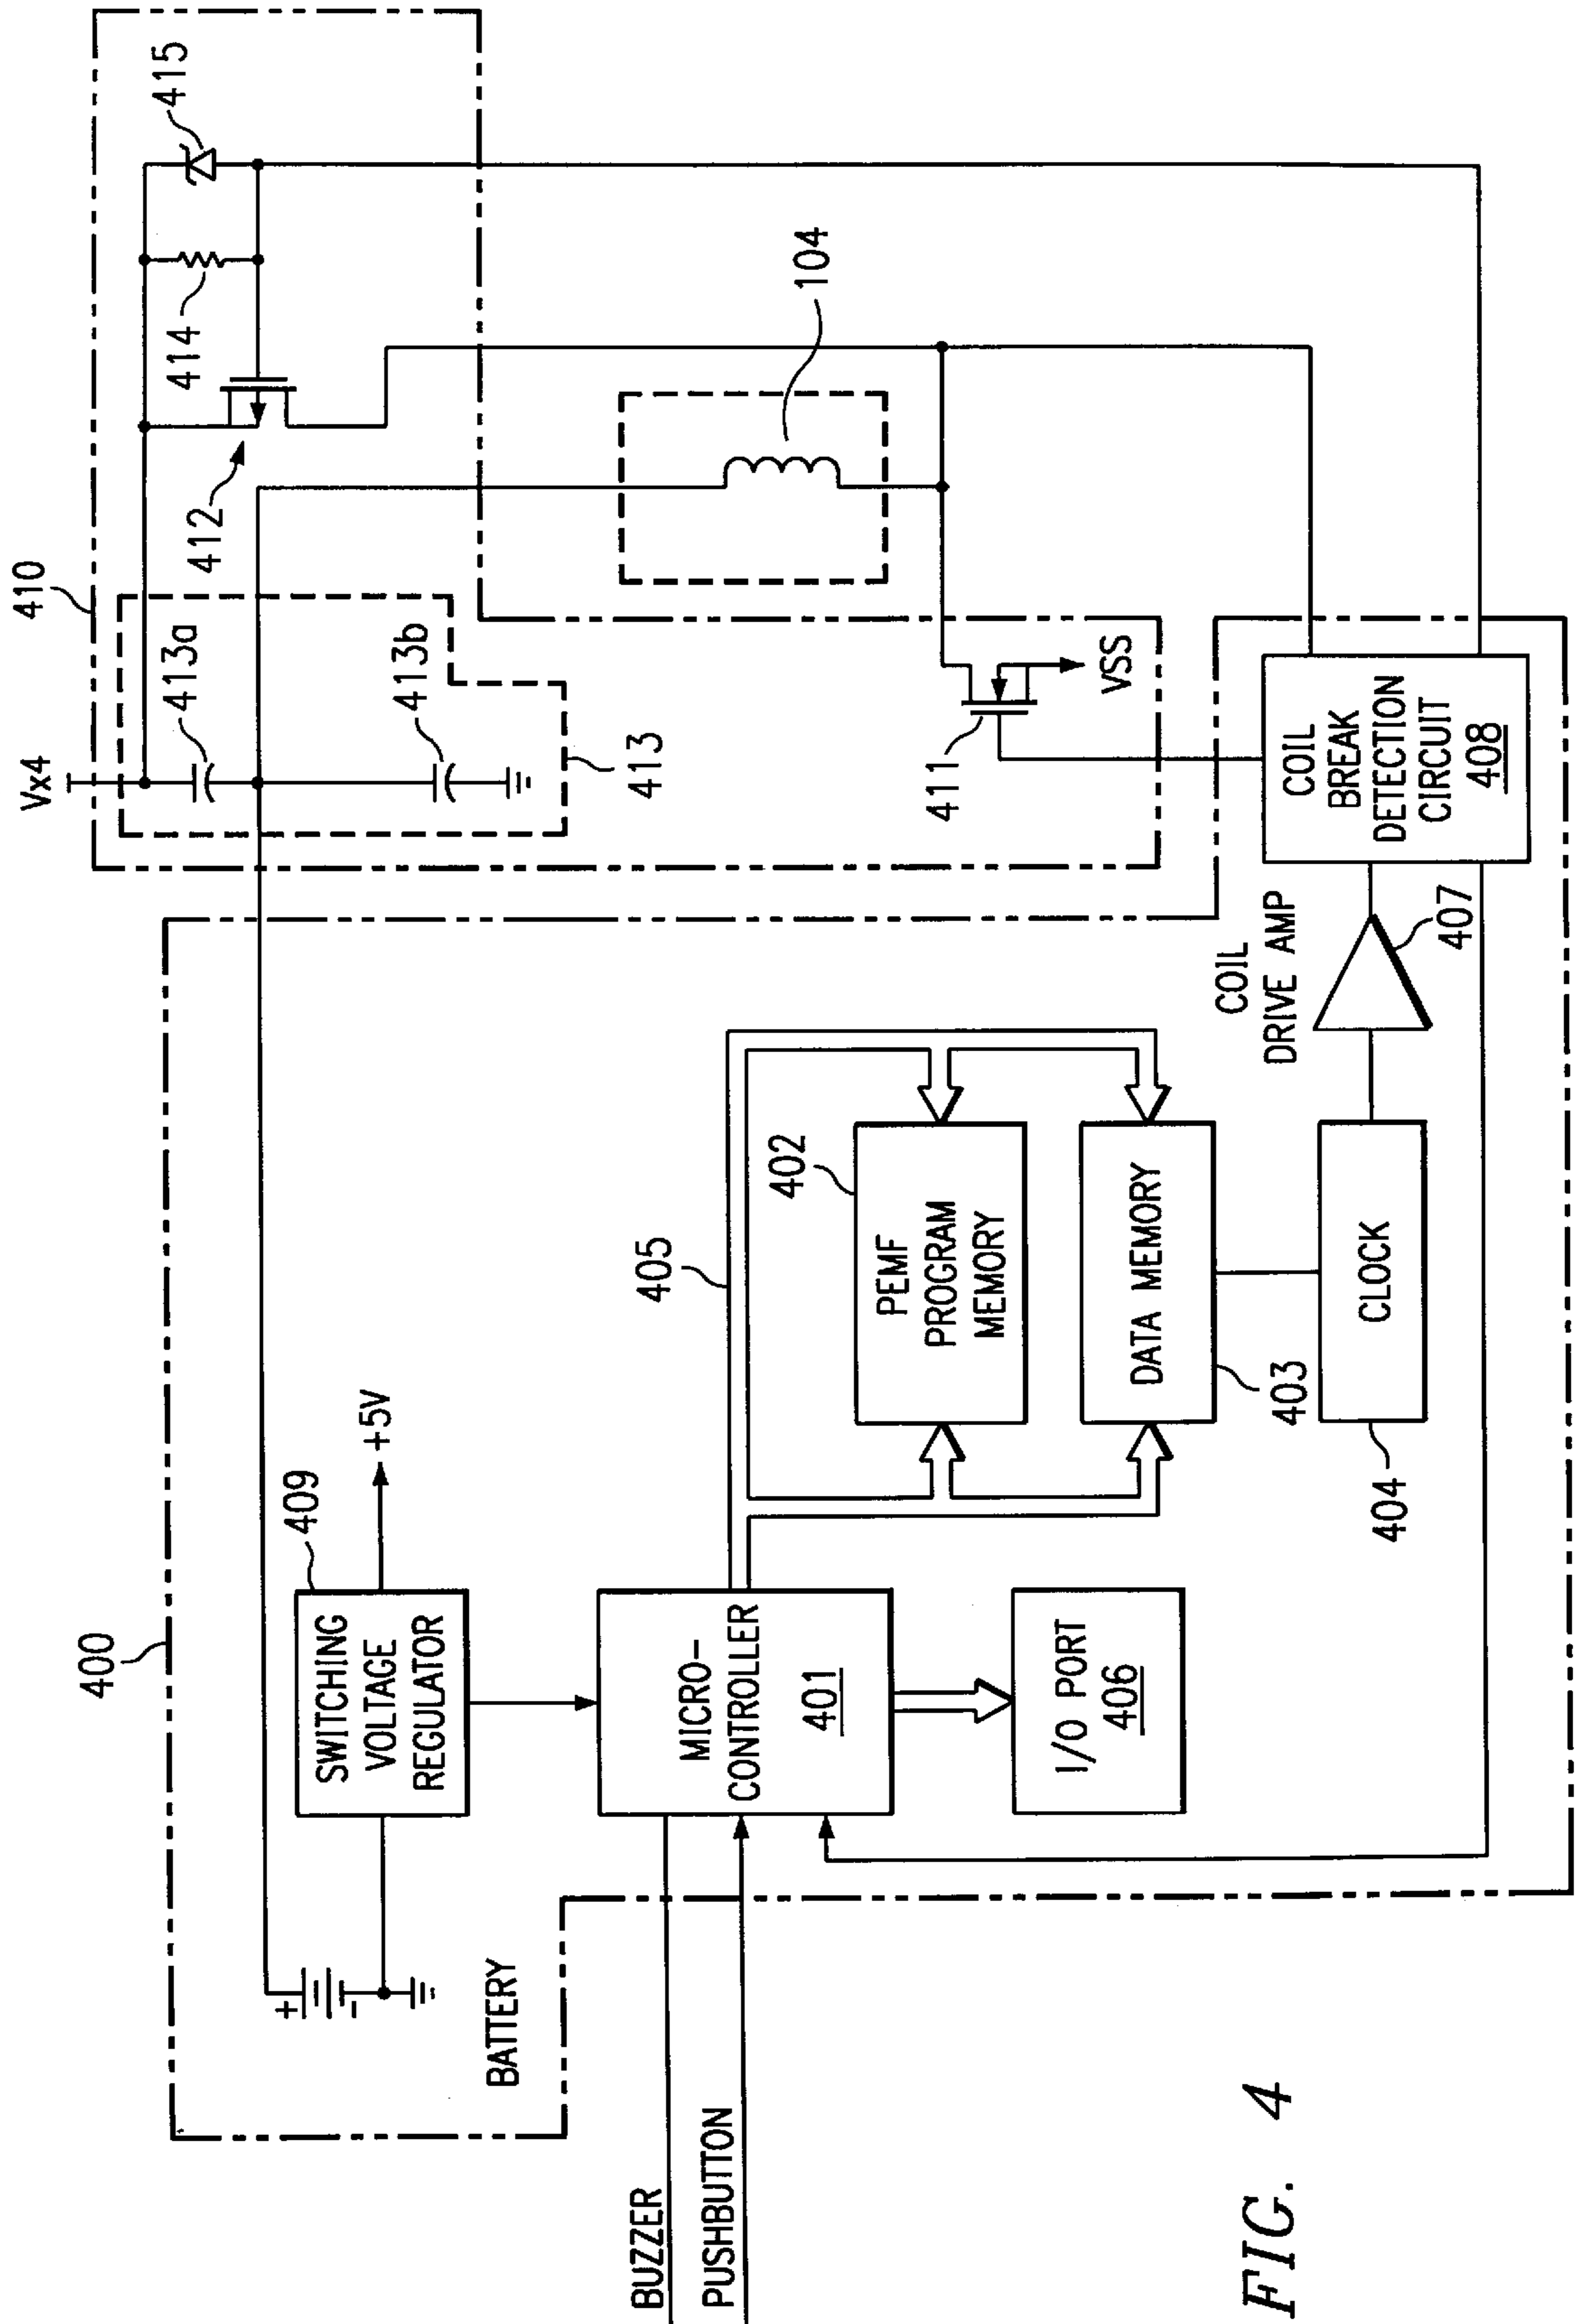 400
410
Vx4
413a
412
414
415
413b
413
104
411
VSS
BATTERY
+
-
SWITCHING
VOLTAGE
REGULATOR
409
+5V
BUZZER
PUSHBUTTON
MICRO-
CONTROLLER
401
405
I/O PORT
406
402
PEMF
PROGRAM
MEMORY
DATA MEMORY
403
CLOCK
404
COIL
DRIVE AMP
407
COIL
BREAK
DETECTION
CIRCUIT
408
FIG. 4